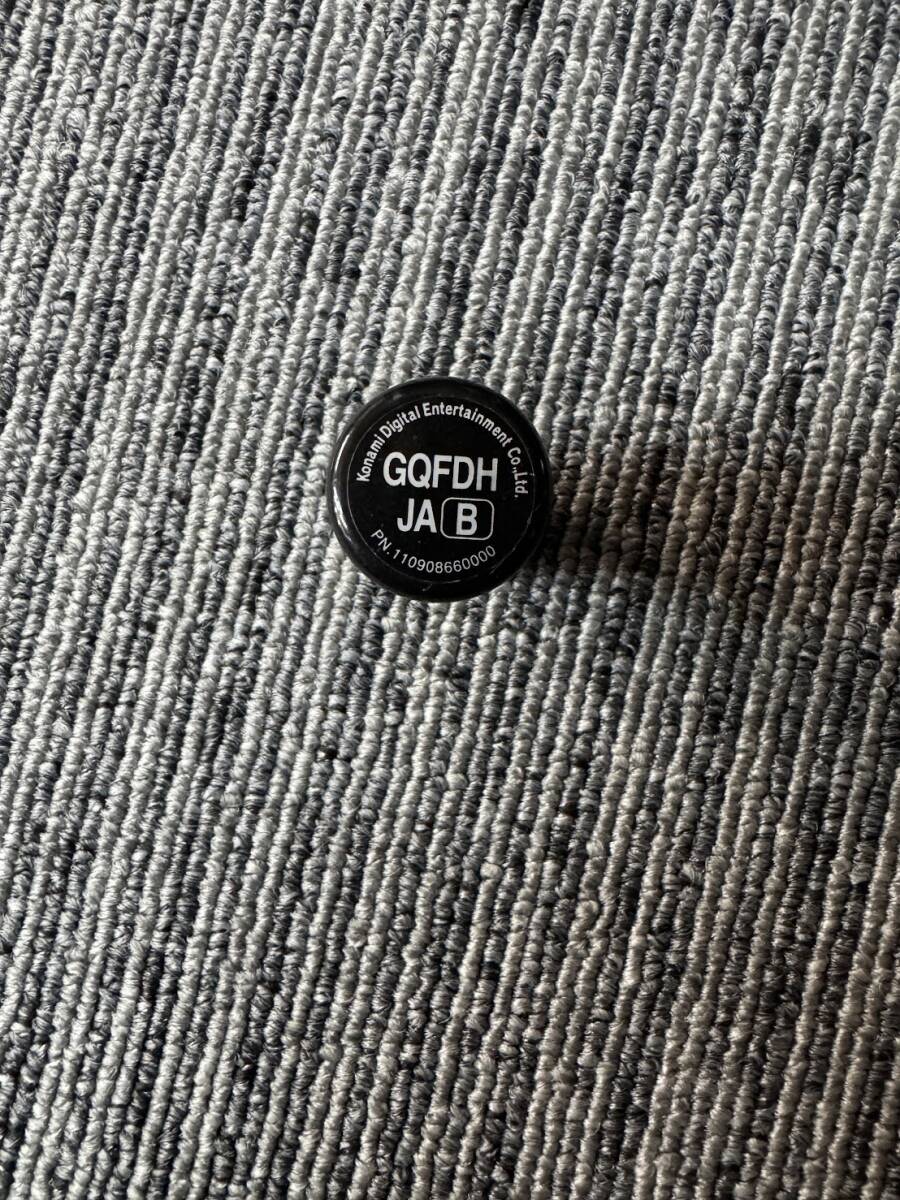 Konami Digital Entertainment Co.,Ltd.
GQFDH
JA B
PN.110908660000